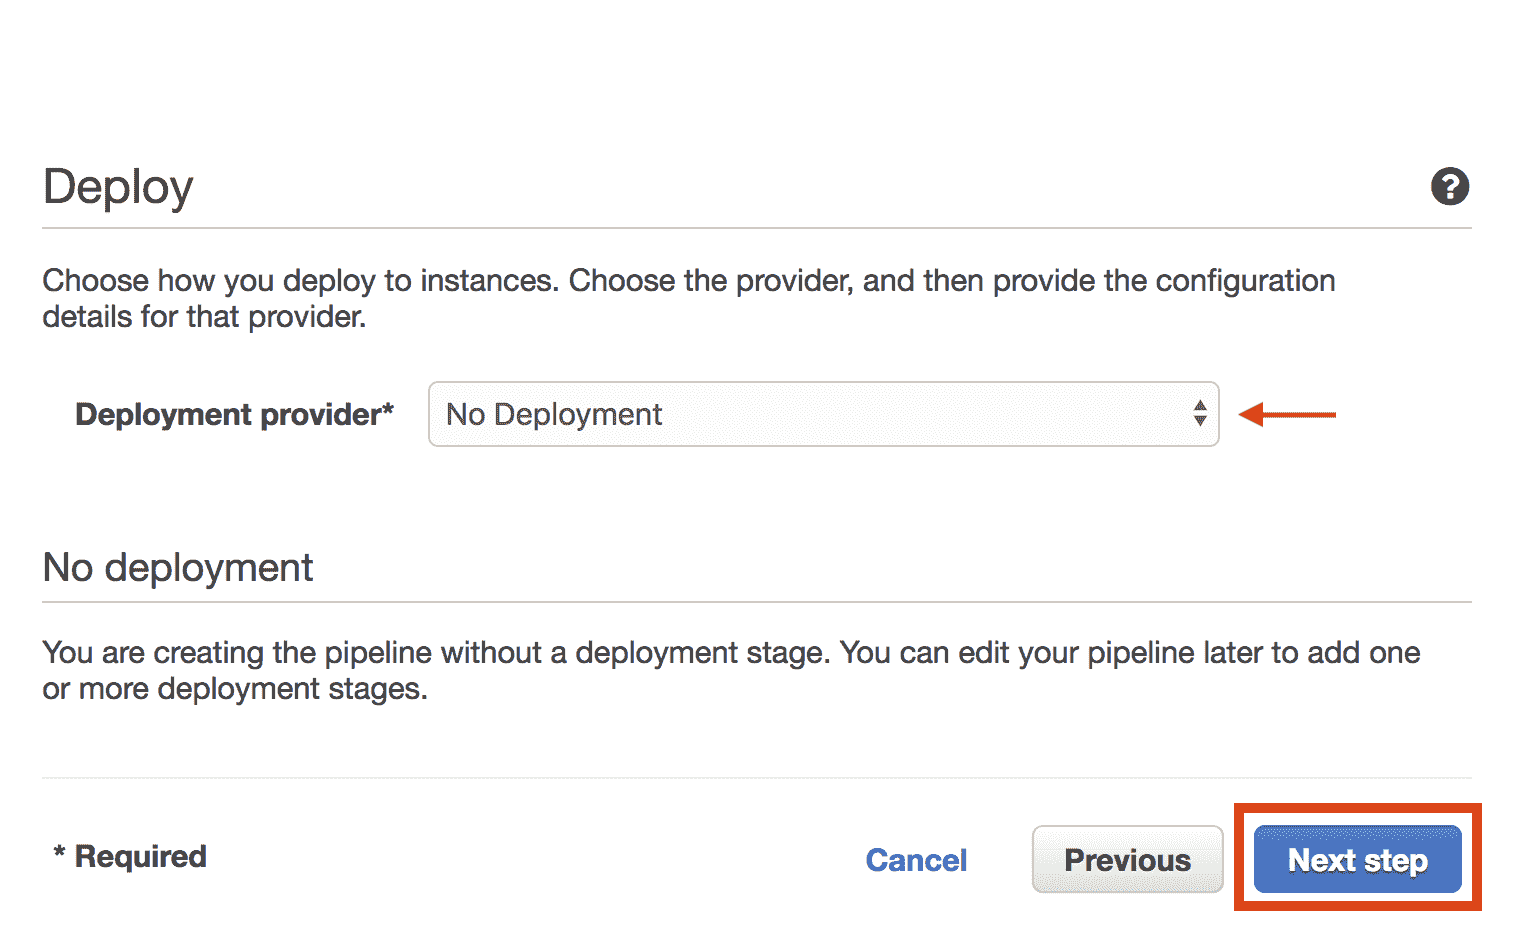 Deploy
?
Choose how you deploy to instances. Choose the provider, and then provide the configuration
details for that provider.
Deployment provider* No Deployment
No deployment
You are creating the pipeline without a deployment stage. You can edit your pipeline later to add one
or more deployment stages.
* Required Cancel Previous Next step